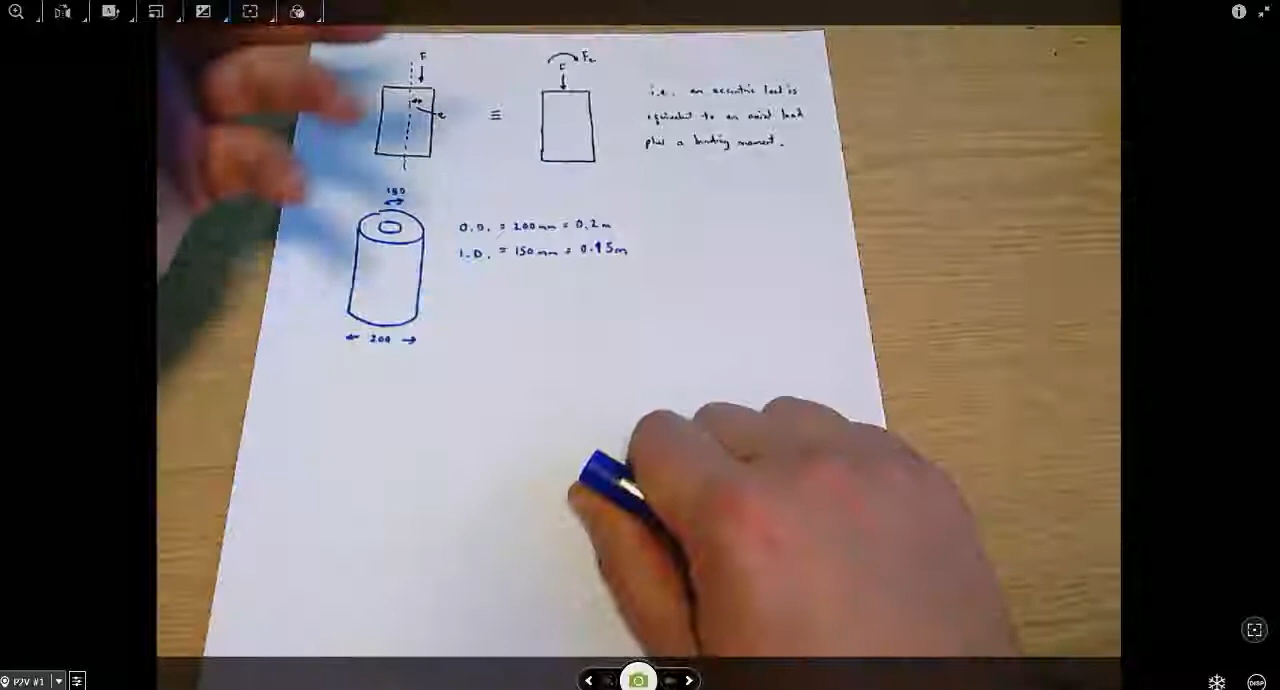 F
e
≡
Fe
F
i.e. an eccentric load is
equivalent to an axial load
plus a bending moment.
150
200
O.D. = 200mm = 0.2m
I.D. = 150mm = 0.15m
P2V #1
DISP